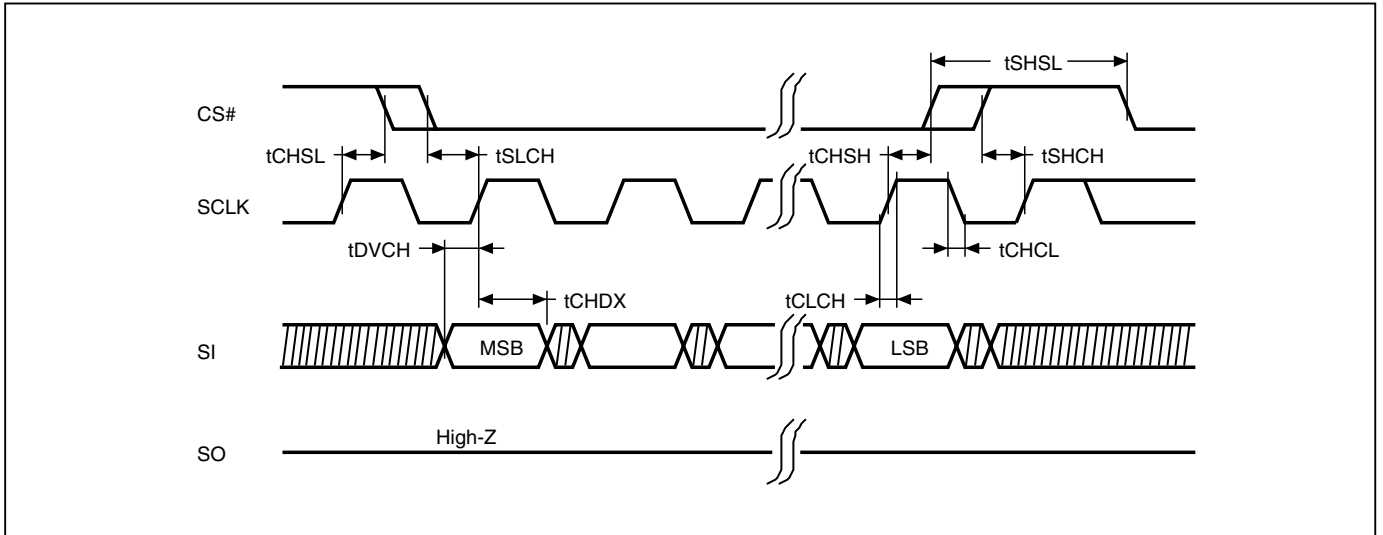 tSHSL
CS#
tCHSL
tSLCH
tCHSH
tSHCH
SCLK
tDVCH
tCHCL
tCHDX
tCLCH
SI
MSB
LSB
High-Z
SO